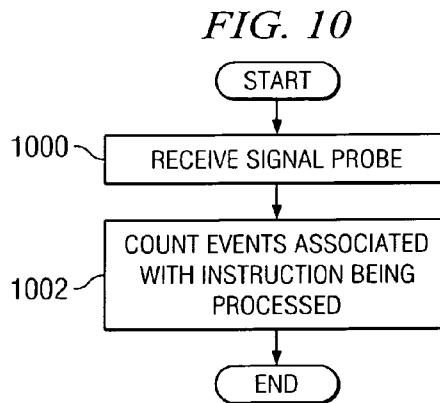 FIG. 10
START
1000
RECEIVE SIGNAL PROBE
1002
COUNT EVENTS ASSOCIATED
WITH INSTRUCTION BEING
PROCESSED
END